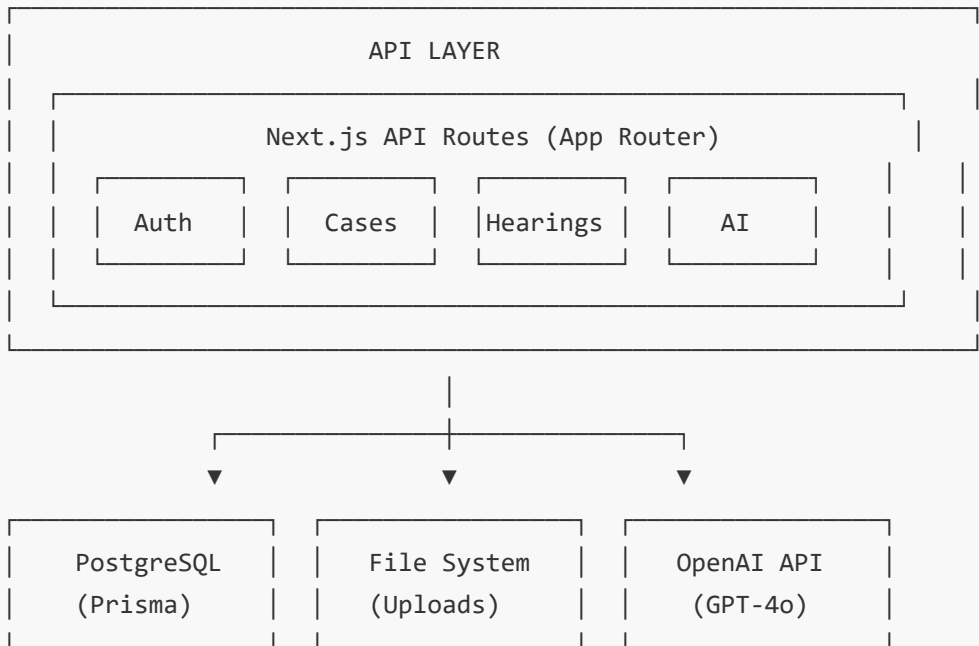 API LAYER
Next.js API Routes (App Router)
Auth Cases Hearings AI
PostgreSQL File System OpenAI API
(Prisma) (Uploads) (GPT-4o)